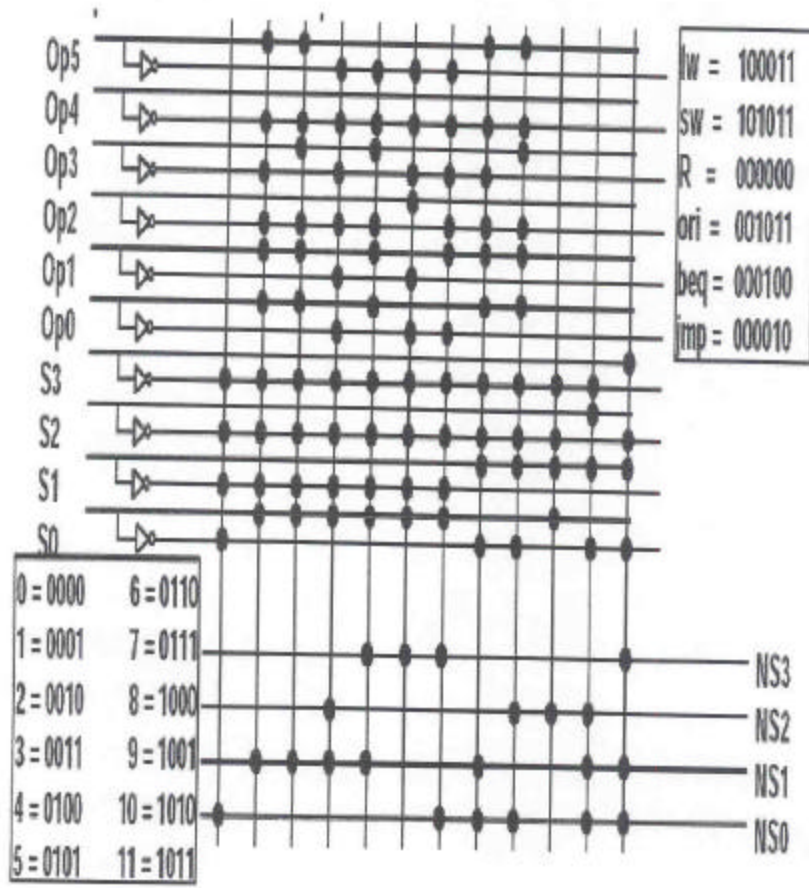 Op5
Op4
Op3
Op2
Op1
Op0
S3
S2
S1
S0
lw = 100011
sw = 101011
R = 000000
ori = 001011
beq = 000100
jmp = 000010
0 = 0000 6 = 0110
1 = 0001 7 = 0111
2 = 0010 8 = 1000
3 = 0011 9 = 1001
4 = 0100 10 = 1010
5 = 0101 11 = 1011
NS3
NS2
NS1
NS0